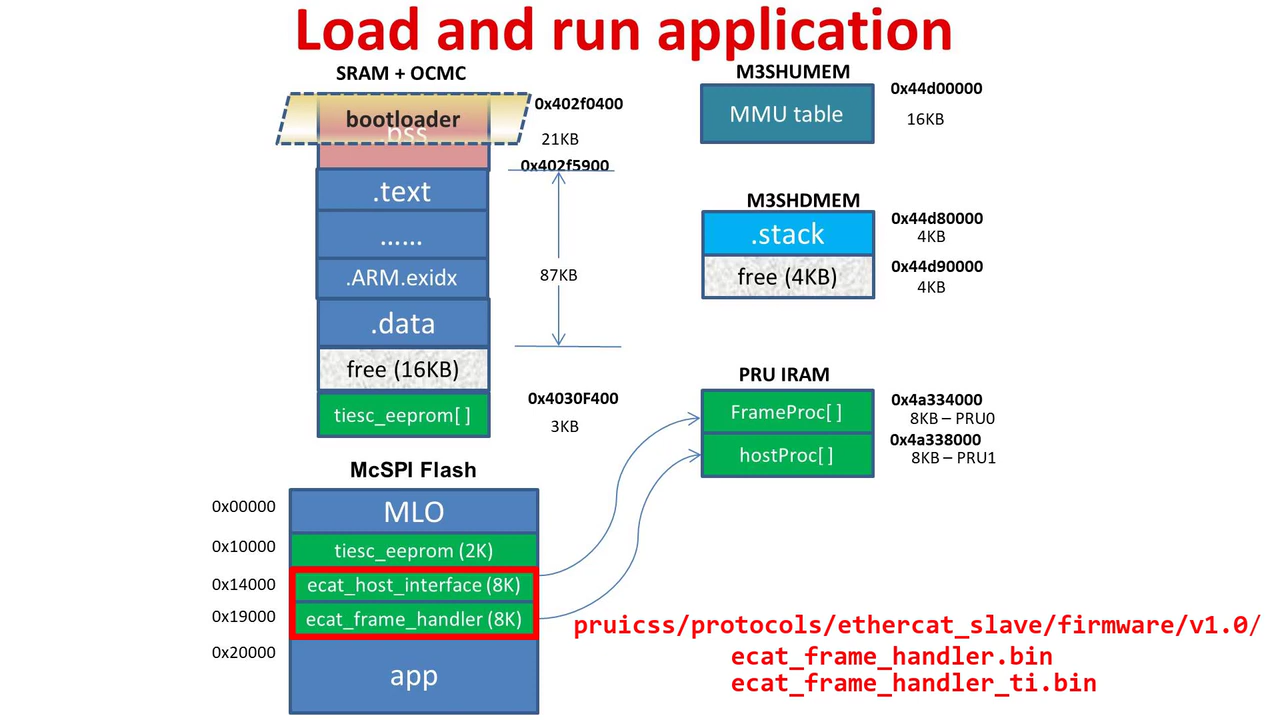 Load and run application
SRAM + OCMC
bootloader
.bss
0x402f0400
21KB
0x402f5900
.text
......
.ARM.exidx
.data
87KB
free (16KB)
tiesc_eeprom[ ]
0x4030F400
3KB
M3SHUMEM
MMU table
0x44d00000
16KB
M3SHDMEM
.stack
0x44d80000
4KB
free (4KB)
0x44d90000
4KB
PRU IRAM
FrameProc[ ]
0x4a334000
8KB – PRU0
hostProc[ ]
0x4a338000
8KB – PRU1
McSPI Flash
0x00000
MLO
0x10000
tiesc_eeprom (2K)
0x14000
ecat_host_interface (8K)
0x19000
ecat_frame_handler (8K)
0x20000
app
pruicss/protocols/ethercat_slave/firmware/v1.0/
ecat_frame_handler.bin
ecat_frame_handler_ti.bin